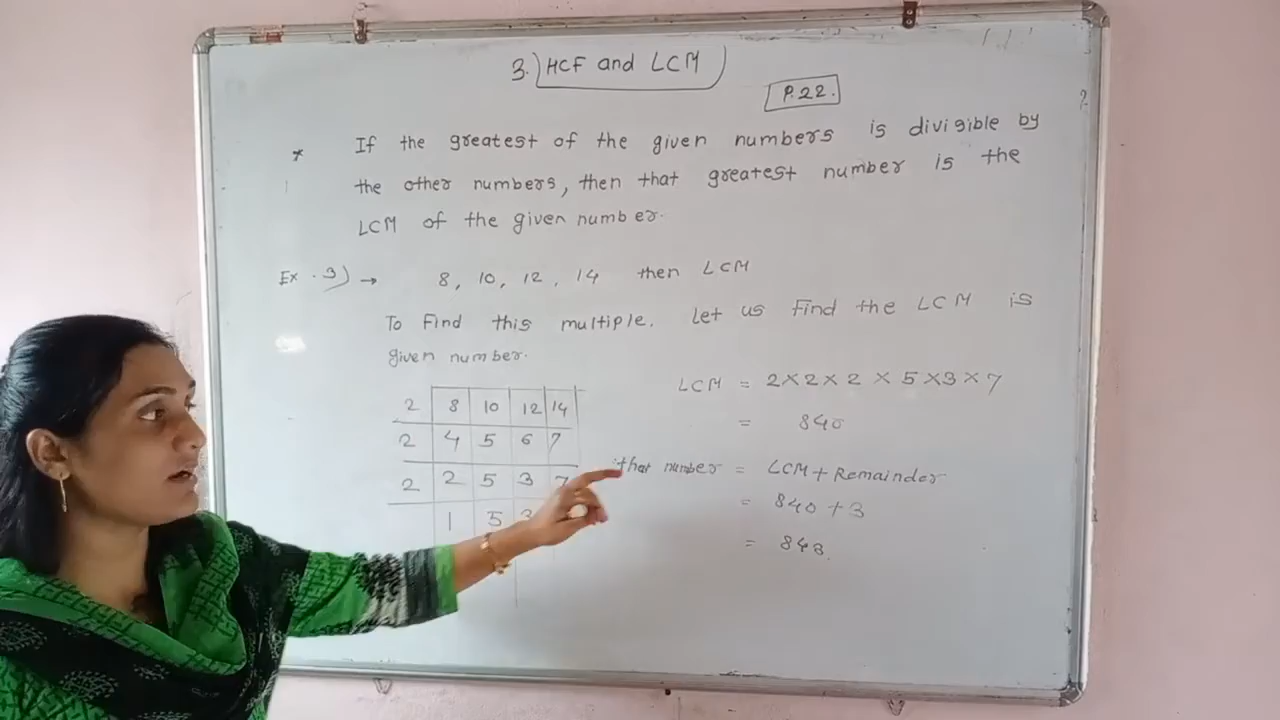 3.) HCF and LCM
P.22.
* If the greatest of the given numbers is divisible by
the other numbers, then that greatest number is the
LCM of the given number.
Ex. 3) → 8, 10, 12, 14 then LCM
To Find this multiple. Let us find the LCM is
given number.
2 8 10 12 14
2 4 5 6 7
2 2 5 3 7
1 5 3
LCM = 2×2×2×5×3×7
= 840
that number = LCM + Remainder
= 840 + 3
= 843.